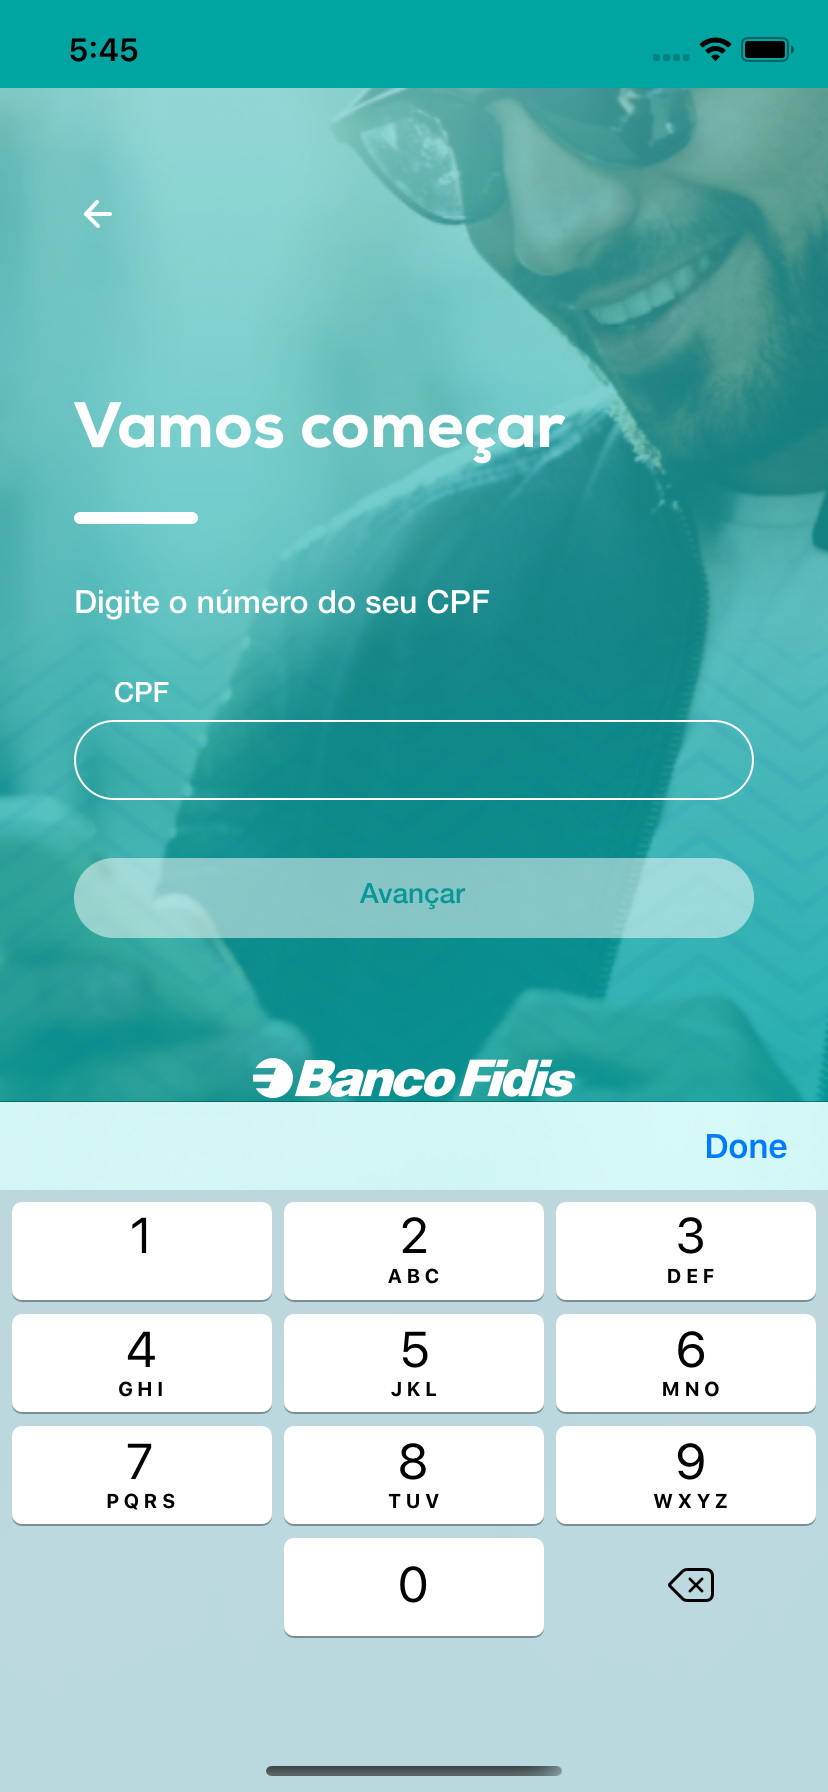 5:45
Vamos começar
Digite o número do seu CPF
CPF
Avançar
Banco Fidis
Done
1
2
ABC
3
DEF
4
GHI
5
JKL
6
MNO
7
PQRS
8
TUV
9
WXYZ
0